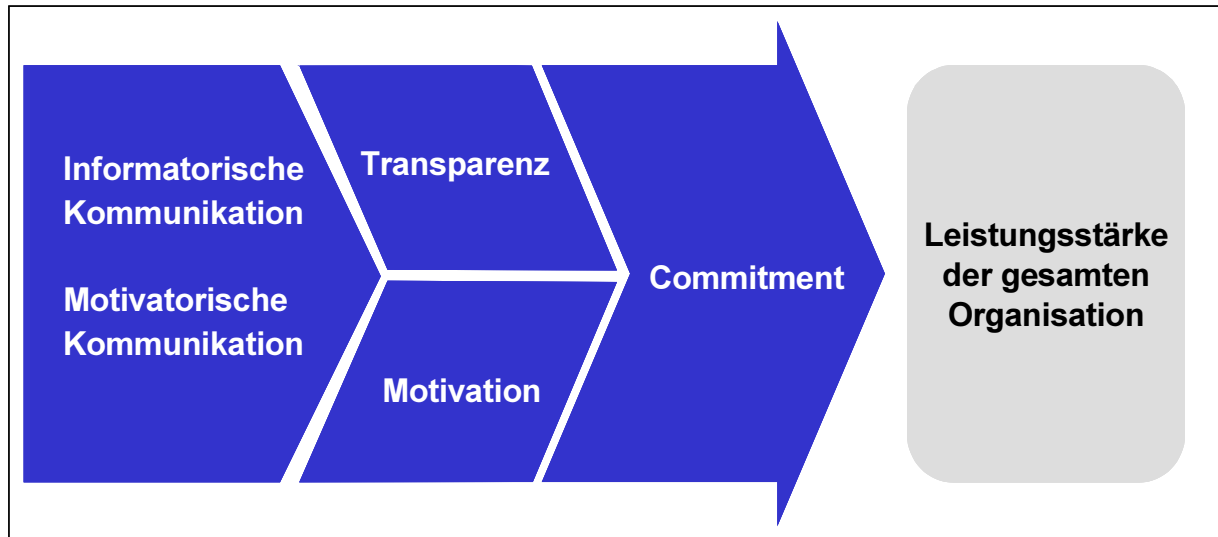 Informatorische
Kommunikation
Motivatorische
Kommunikation
Transparenz
Motivation
Commitment
Leistungsstärke
der gesamten
Organisation